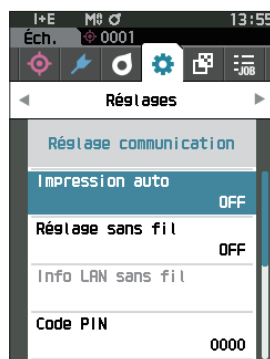 I+E M 13:55
Éch. 0001
-JOB
Réglages
Réglage communication
Impression auto
OFF
Réglage sans fil
OFF
Info LAN sans fil
Code PIN
0000